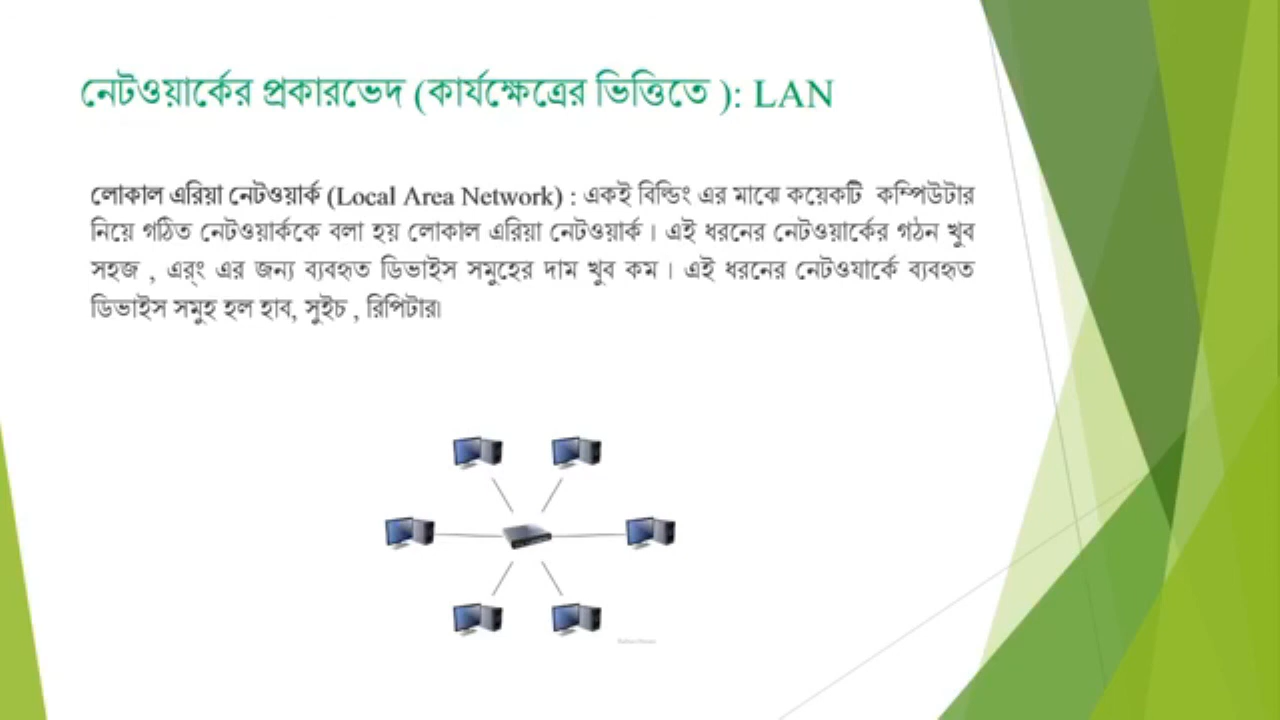 নেটওয়ার্কের প্রকারভেদ (কার্যক্ষেত্রের ভিত্তিতে ): LAN
লোকাল এরিয়া নেটওয়ার্ক (Local Area Network) : একই বিল্ডিং এর মাঝে কয়েকটি কম্পিউটার
নিয়ে গঠিত নেটওয়ার্ককে বলা হয় লোকাল এরিয়া নেটওয়ার্ক। এই ধরনের নেটওয়ার্কের গঠন খুব
সহজ , এর্ং এর জন্য ব্যবহৃত ডিভাইস সমুহের দাম খুব কম। এই ধরনের নেটওযার্কে ব্যবহৃত
ডিভাইস সমুহ হল হাব, সুইচ , রিপিটার৷